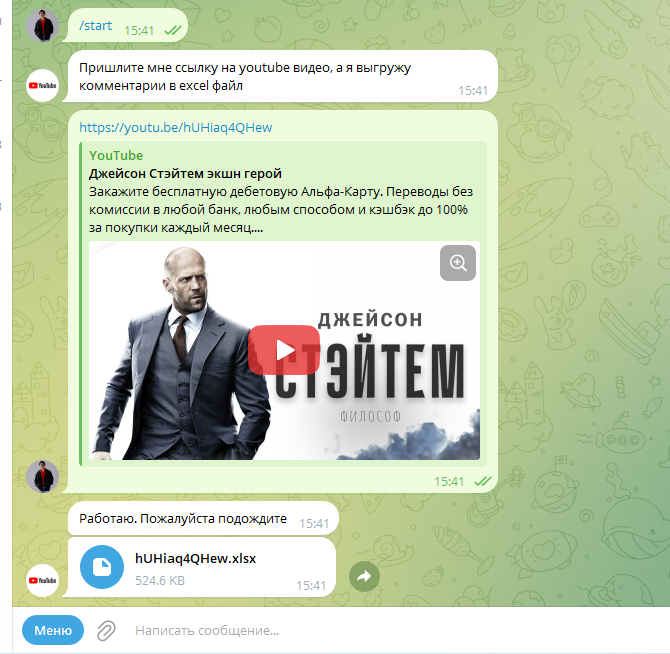 /start 15:41
Пришлите мне ссылку на youtube видео, а я выгружу
комментарии в excel файл
15:41
YouTube
https://youtu.be/hUHiaq4QHew
YouTube
Джейсон Стэйтем экшн герой
Закажите бесплатную дебетовую Альфа-Карту. Переводы без
комиссии в любой банк, любым способом и кэшбэк до 100%
за покупки каждый месяц....
ДЖЕЙСОН
СТЭЙТЕМ
ФИЛОСОФ
15:41
Работаю. Пожалуйста подождите 15:41
hUHiaq4QHew.xlsx
524.6 KB
15:41
YouTube
Меню
Написать сообщение...